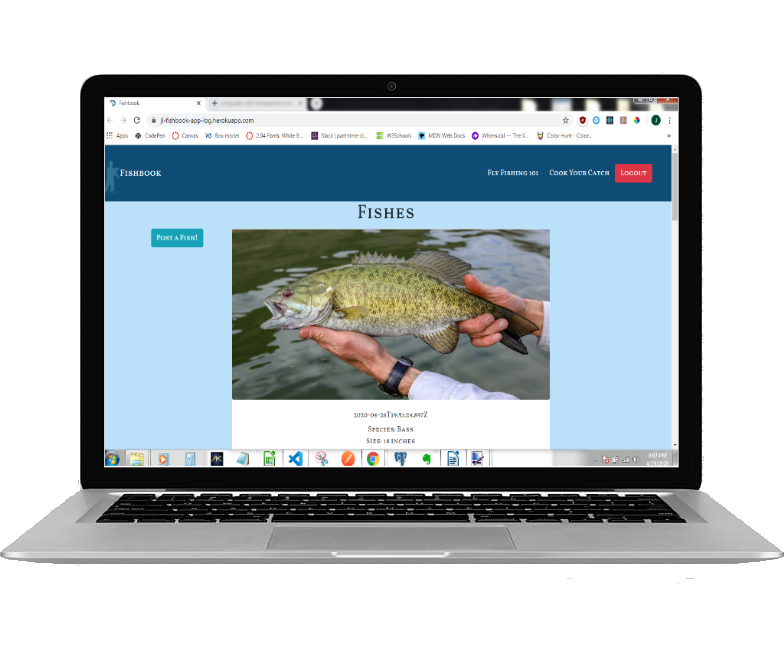 Fishbook
jl-fishbook-app-log.herokuapp.com
Apps CodePen Canvas Box model 204 Fonts: White B... Slack | part-time cl... W3Schools MDN Web Docs Whimsical — The V... Color Hunt - Color...
Fishbook Fly Fishing 101 Cook Your Catch Logout
Fishes
Post a Fish!
2020-04-26T19:51:24.897Z
Species: Bass
Size: 18 inches